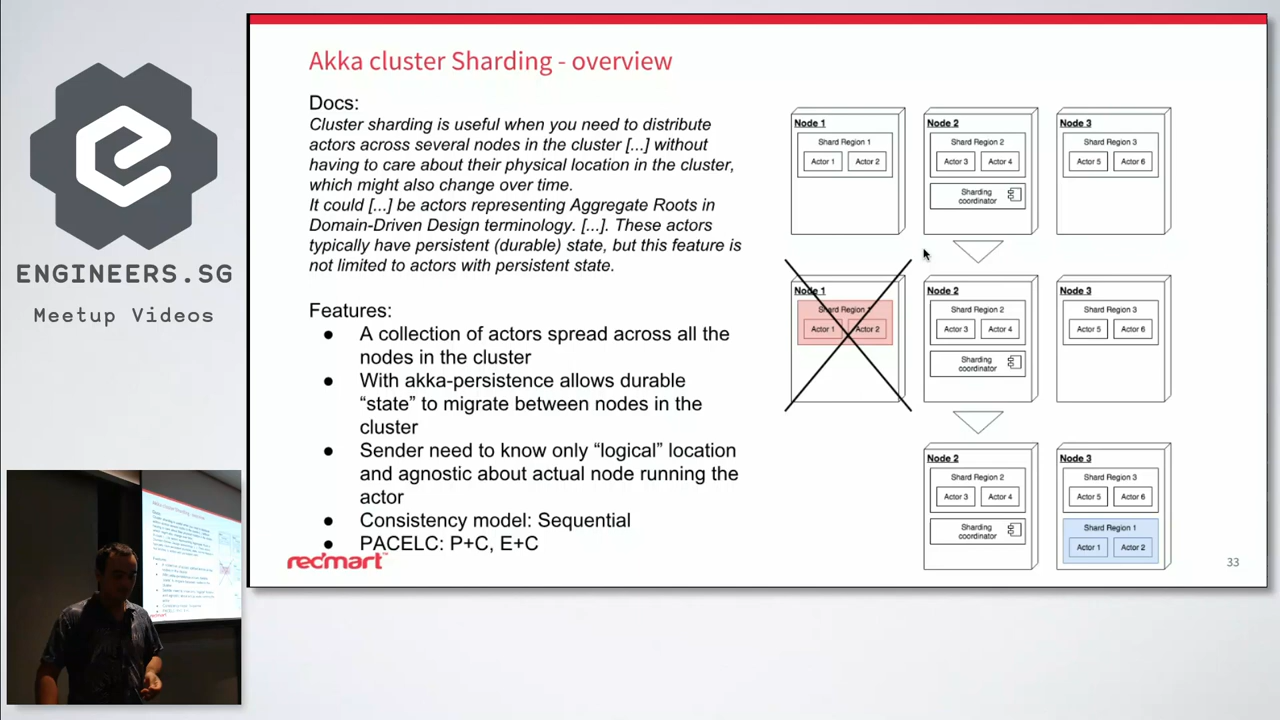 ENGINEERS.SG
Meetup Videos
Akka cluster Sharding - overview
Docs:
Cluster sharding is useful when you need to distribute
actors across several nodes in the cluster [...] without
having to care about their physical location in the cluster,
which might also change over time.
It could [...] be actors representing Aggregate Roots in
Domain-Driven Design terminology. [...]. These actors
typically have persistent (durable) state, but this feature is
not limited to actors with persistent state.
Features:
● A collection of actors spread across all the
nodes in the cluster
● With akka-persistence allows durable
“state” to migrate between nodes in the
cluster
● Sender need to know only “logical” location
and agnostic about actual node running the
actor
● Consistency model: Sequential
● PACELC: P+C, E+C
redmart
33
Node 1
Shard Region 1
Actor 1 Actor 2
Node 2
Shard Region 2
Actor 3 Actor 4
Sharding
coordinator
Node 3
Shard Region 3
Actor 5 Actor 6
Node 1
Shard Region 1
Actor 1 Actor 2
Node 2
Shard Region 2
Actor 3 Actor 4
Sharding
coordinator
Node 3
Shard Region 3
Actor 5 Actor 6
Node 2
Shard Region 2
Actor 3 Actor 4
Sharding
coordinator
Node 3
Shard Region 3
Actor 5 Actor 6
Shard Region 1
Actor 1 Actor 2
Akka cluster Sharding - overview